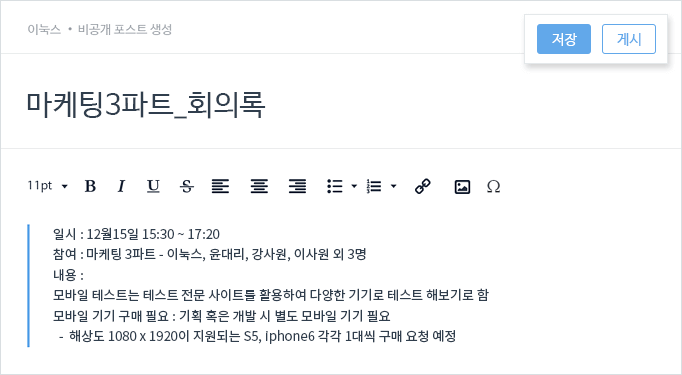 이눅스 • 비공개 포스트 생성
저장 게시
마케팅3파트_회의록
11pt B I U S Ω
일시 : 12월15일 15:30 ~ 17:20
참여 : 마케팅 3파트 - 이눅스, 윤대리, 강사원, 이사원 외 3명
내용 :
모바일 테스트는 테스트 전문 사이트를 활용하여 다양한 기기로 테스트 해보기로 함
모바일 기기 구매 필요 : 기획 혹은 개발 시 별도 모바일 기기 필요
- 해상도 1080 x 1920이 지원되는 S5, iphone6 각각 1대씩 구매 요청 예정